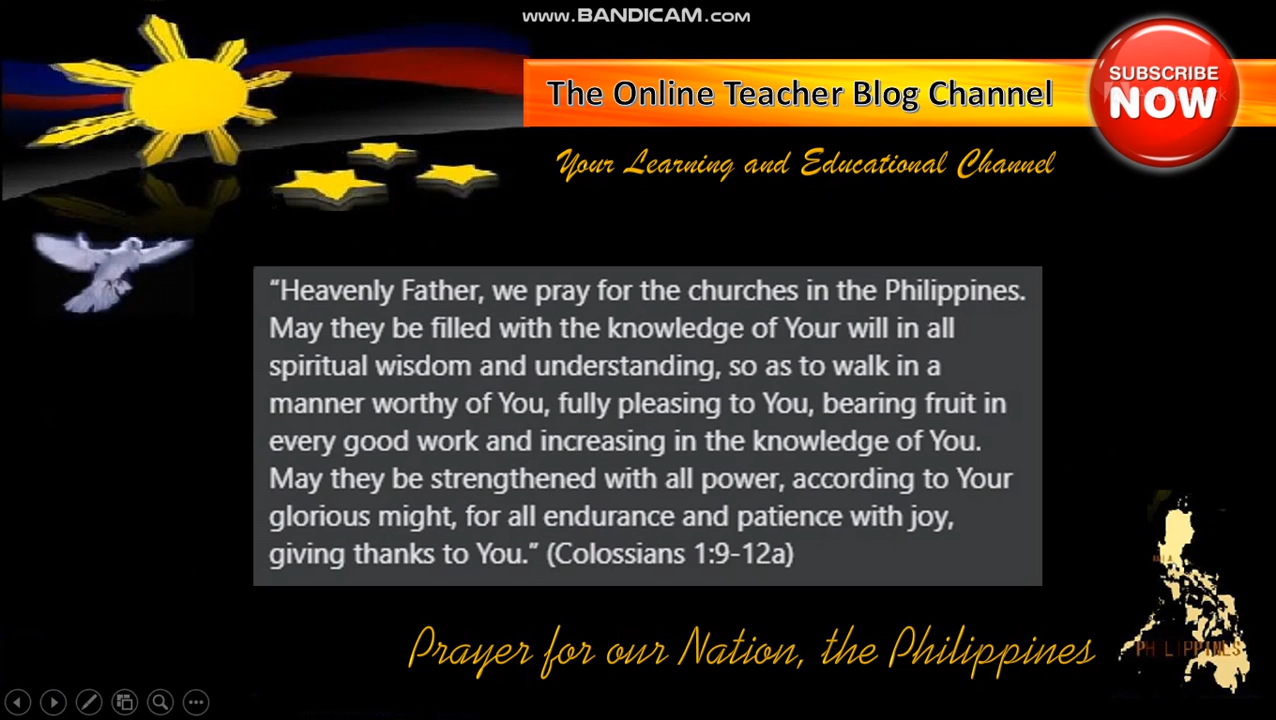 www.BANDICAM.com
The Online Teacher Blog Channel
SUBSCRIBE
NOW
Your Learning and Educational Channel
“Heavenly Father, we pray for the churches in the Philippines.
May they be filled with the knowledge of Your will in all
spiritual wisdom and understanding, so as to walk in a
manner worthy of You, fully pleasing to You, bearing fruit in
every good work and increasing in the knowledge of You.
May they be strengthened with all power, according to Your
glorious might, for all endurance and patience with joy,
giving thanks to You.” (Colossians 1:9-12a)
PHILIPPINES
Prayer for our Nation, the Philippines